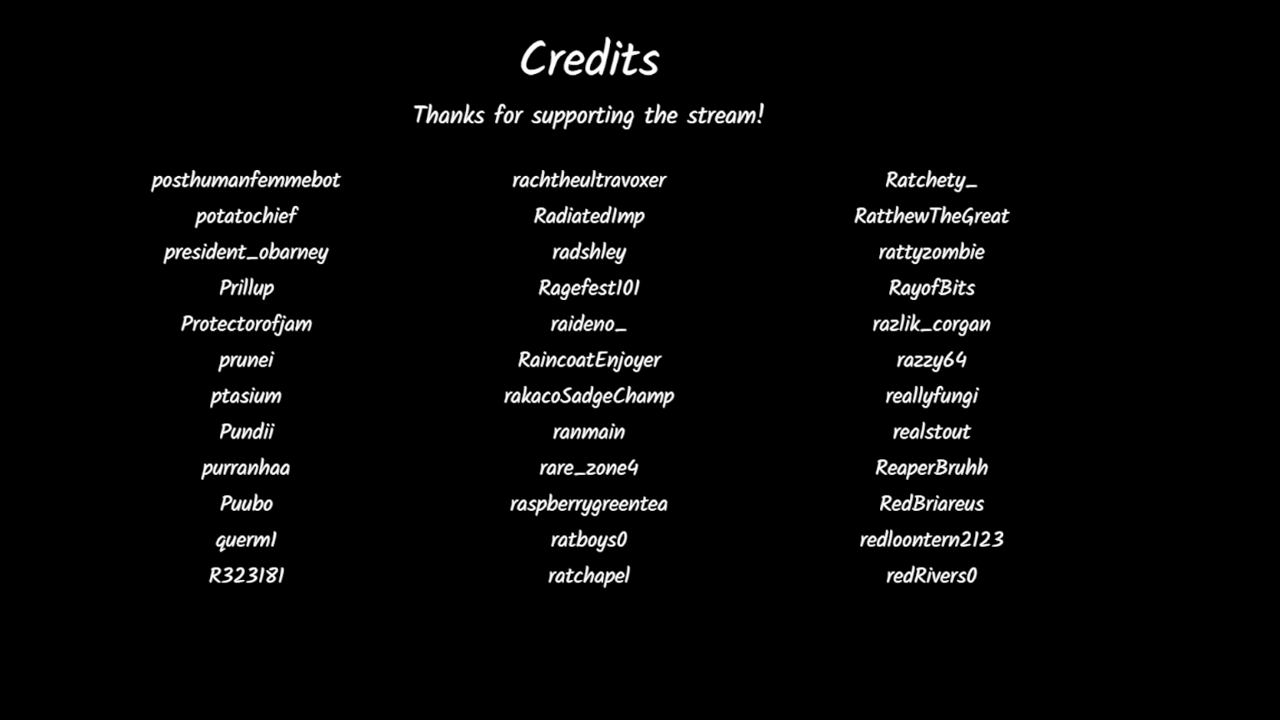 Credits
Thanks for supporting the stream!
posthumanfemmebot
potatochief
president_obarney
Prillup
Protectorofjam
prunei
ptasium
Pundii
purranhaa
Puubo
querm1
R323181
rachtheultravoxer
RadiatedImp
radshley
Ragefest101
raideno_
RaincoatEnjoyer
rakacoSadgeChamp
ranmain
rare_zone4
raspberrygreentea
ratboys0
ratchapel
Ratchety_
RatthewTheGreat
rattyzombie
RayofBits
razlik_corgan
razzy64
reallyfungi
realstout
ReaperBruhh
RedBriareus
redloontern2123
redRivers0